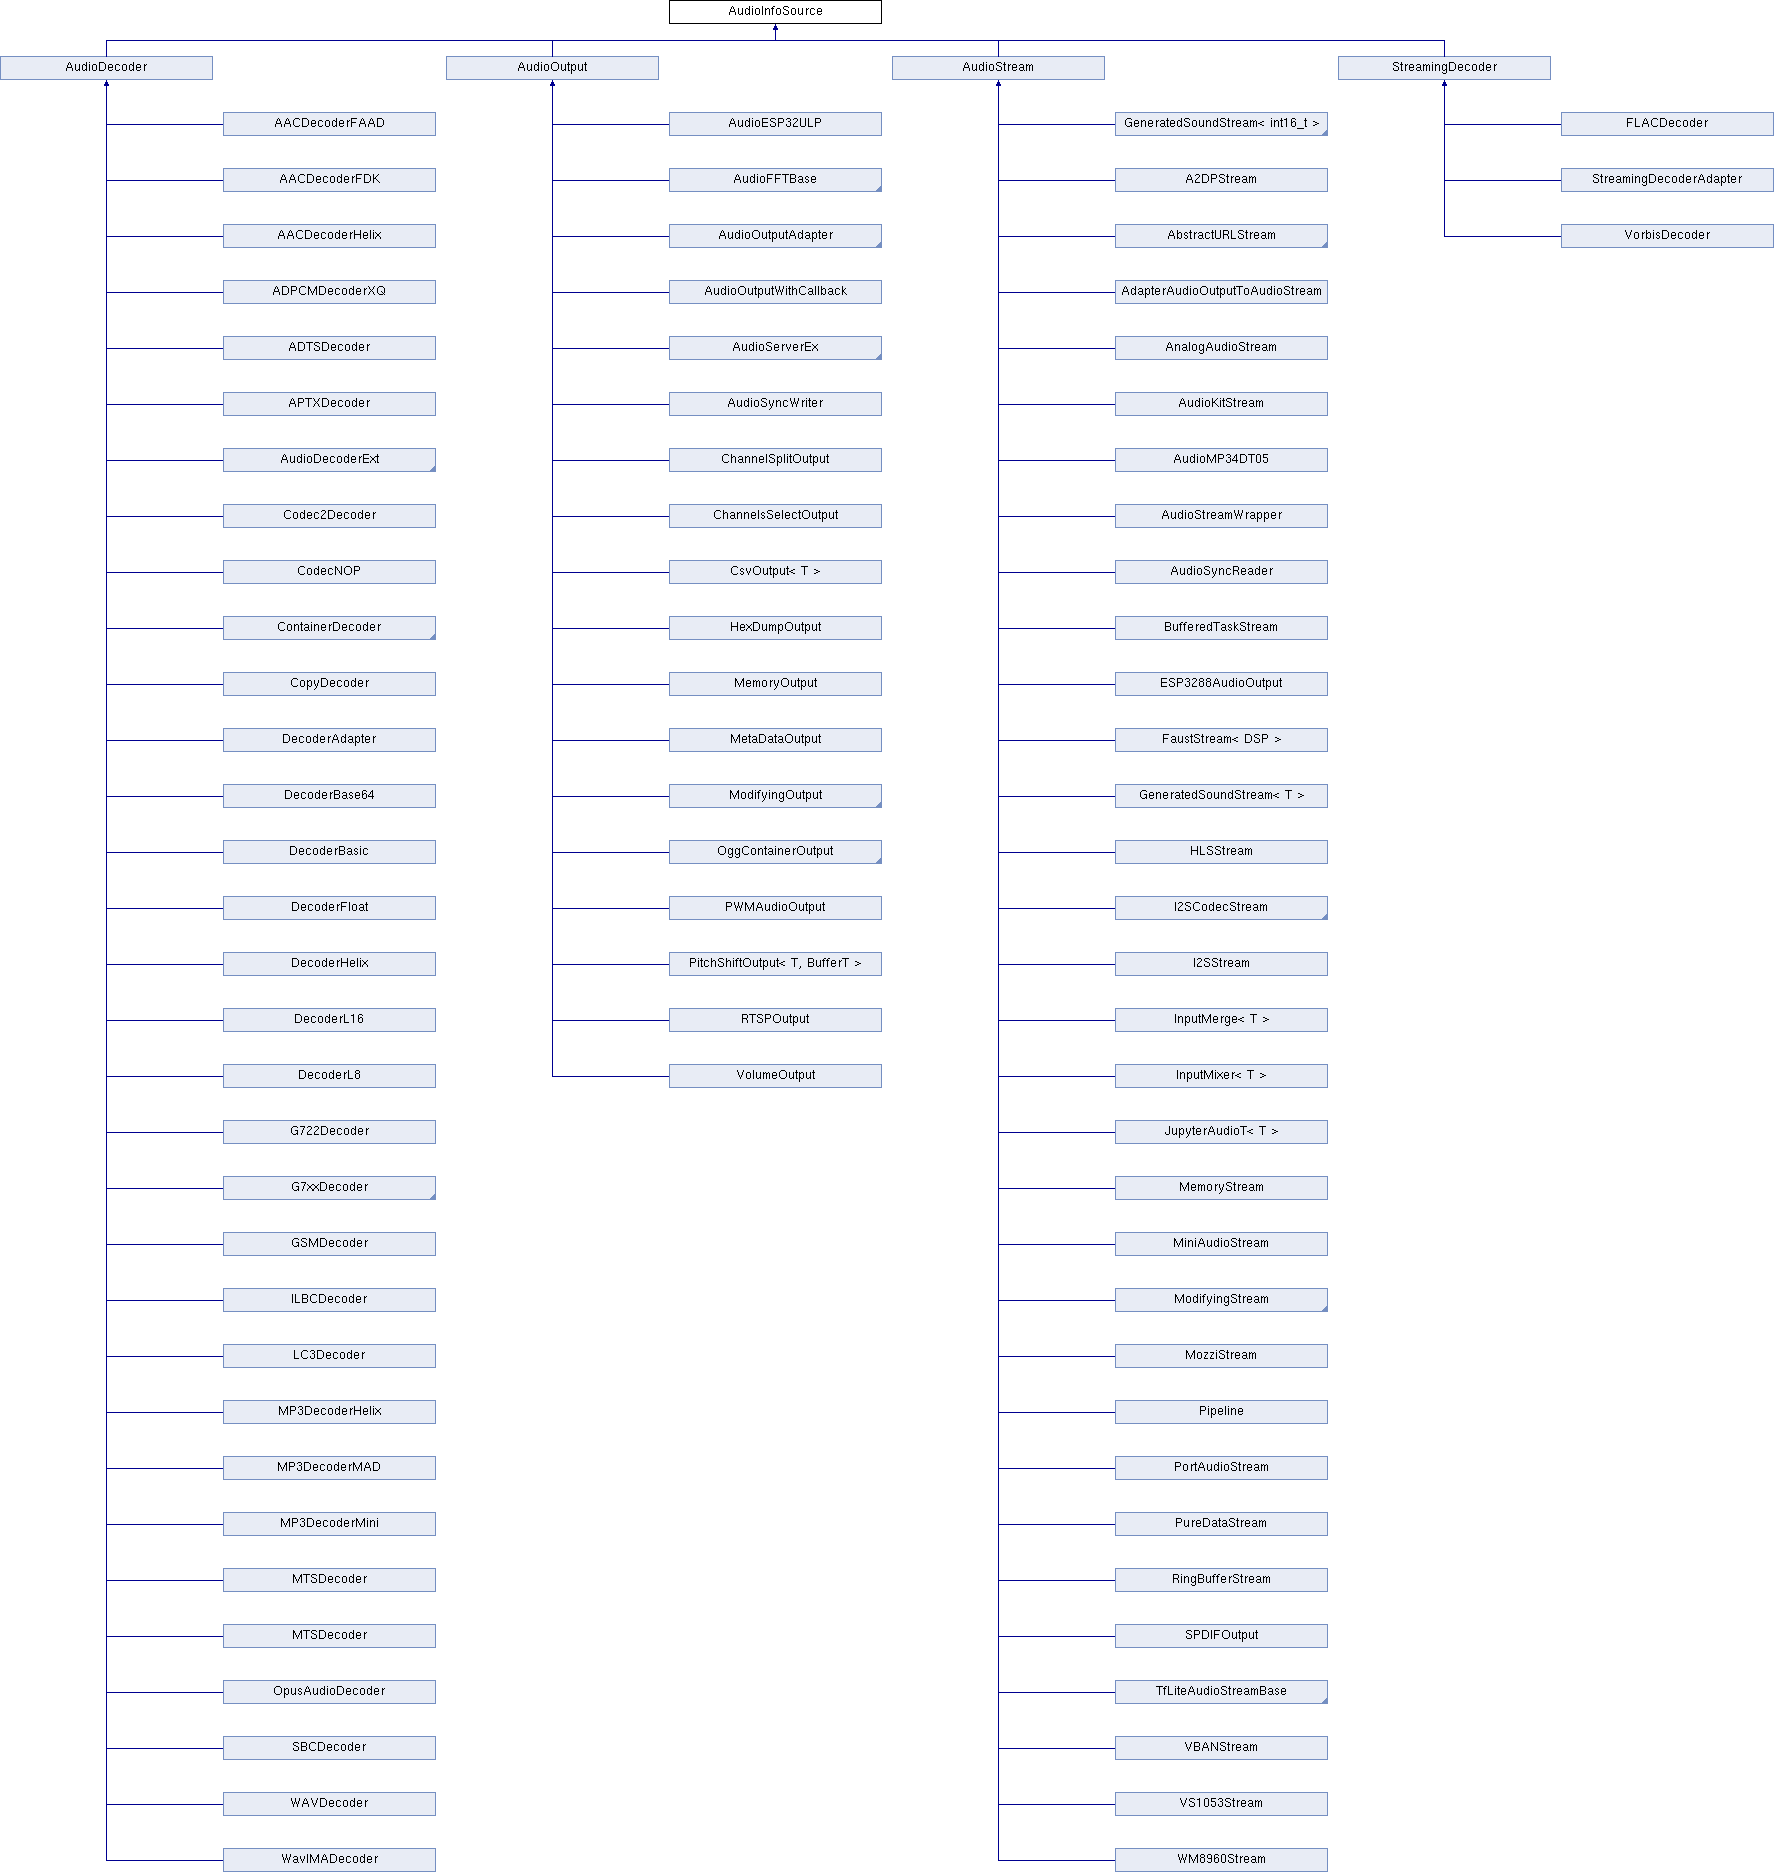 AudioInfoSource
AudioDecoder
AudioOutput
AudioStream
StreamingDecoder
AACDecoderFAAD
AudioESP32ULP
GeneratedSoundStream< int16_t >
FLACDecoder
AACDecoderFDK
AudioFFTBase
A2DPStream
StreamingDecoderAdapter
AACDecoderHelix
AudioOutputAdapter
AbstractURLStream
VorbisDecoder
ADPCMDecoderXQ
AudioOutputWithCallback
AdapterAudioOutputToAudioStream
ADTSDecoder
AudioServerEx
AnalogAudioStream
APTXDecoder
AudioSyncWriter
AudioKitStream
AudioDecoderExt
ChannelSplitOutput
AudioMP34DT05
Codec2Decoder
ChannelsSelectOutput
AudioStreamWrapper
CodecNOP
CsvOutput< T >
AudioSyncReader
ContainerDecoder
HexDumpOutput
BufferedTaskStream
CopyDecoder
MemoryOutput
ESP3288AudioOutput
DecoderAdapter
MetaDataOutput
FaustStream< DSP >
DecoderBase64
ModifyingOutput
GeneratedSoundStream< T >
DecoderBasic
OggContainerOutput
HLSStream
DecoderFloat
PWMAudioOutput
I2SCodecStream
DecoderHelix
PitchShiftOutput< T, BufferT >
I2SStream
DecoderL16
RTSPOutput
InputMerge< T >
DecoderL8
VolumeOutput
InputMixer< T >
G722Decoder
JupyterAudioT< T >
G7xxDecoder
MemoryStream
GSMDecoder
MiniAudioStream
ILBCDecoder
ModifyingStream
LC3Decoder
MozziStream
MP3DecoderHelix
Pipeline
MP3DecoderMAD
PortAudioStream
MP3DecoderMini
PureDataStream
MTSDecoder
RingBufferStream
MTSDecoder
SPDIFOutput
OpusAudioDecoder
TfLiteAudioStreamBase
SBCDecoder
VBANStream
WAVDecoder
VS1053Stream
WavIMADecoder
WM8960Stream